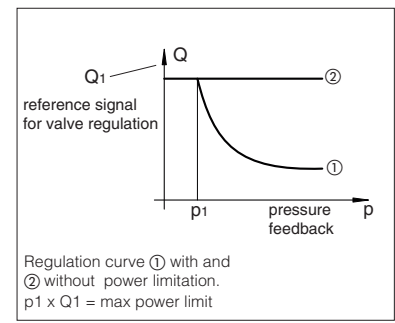 Q
Q1
②
reference signal
for valve regulation
①
p1
pressure
feedback
p
Regulation curve ① with and
② without power limitation.
p1 x Q1 = max power limit